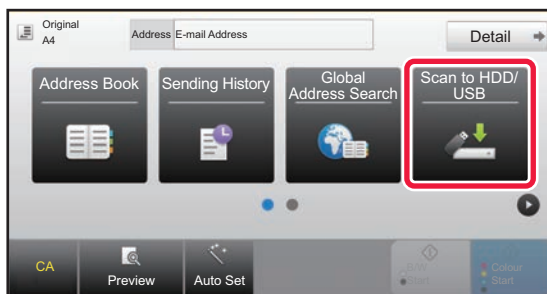 Original
A4
Address E-mail Address
Detail
Address Book
Sending History
Global
Address Search
Scan to HDD/
USB
CA
Preview
Auto Set
B/W
Start
Colour
Start